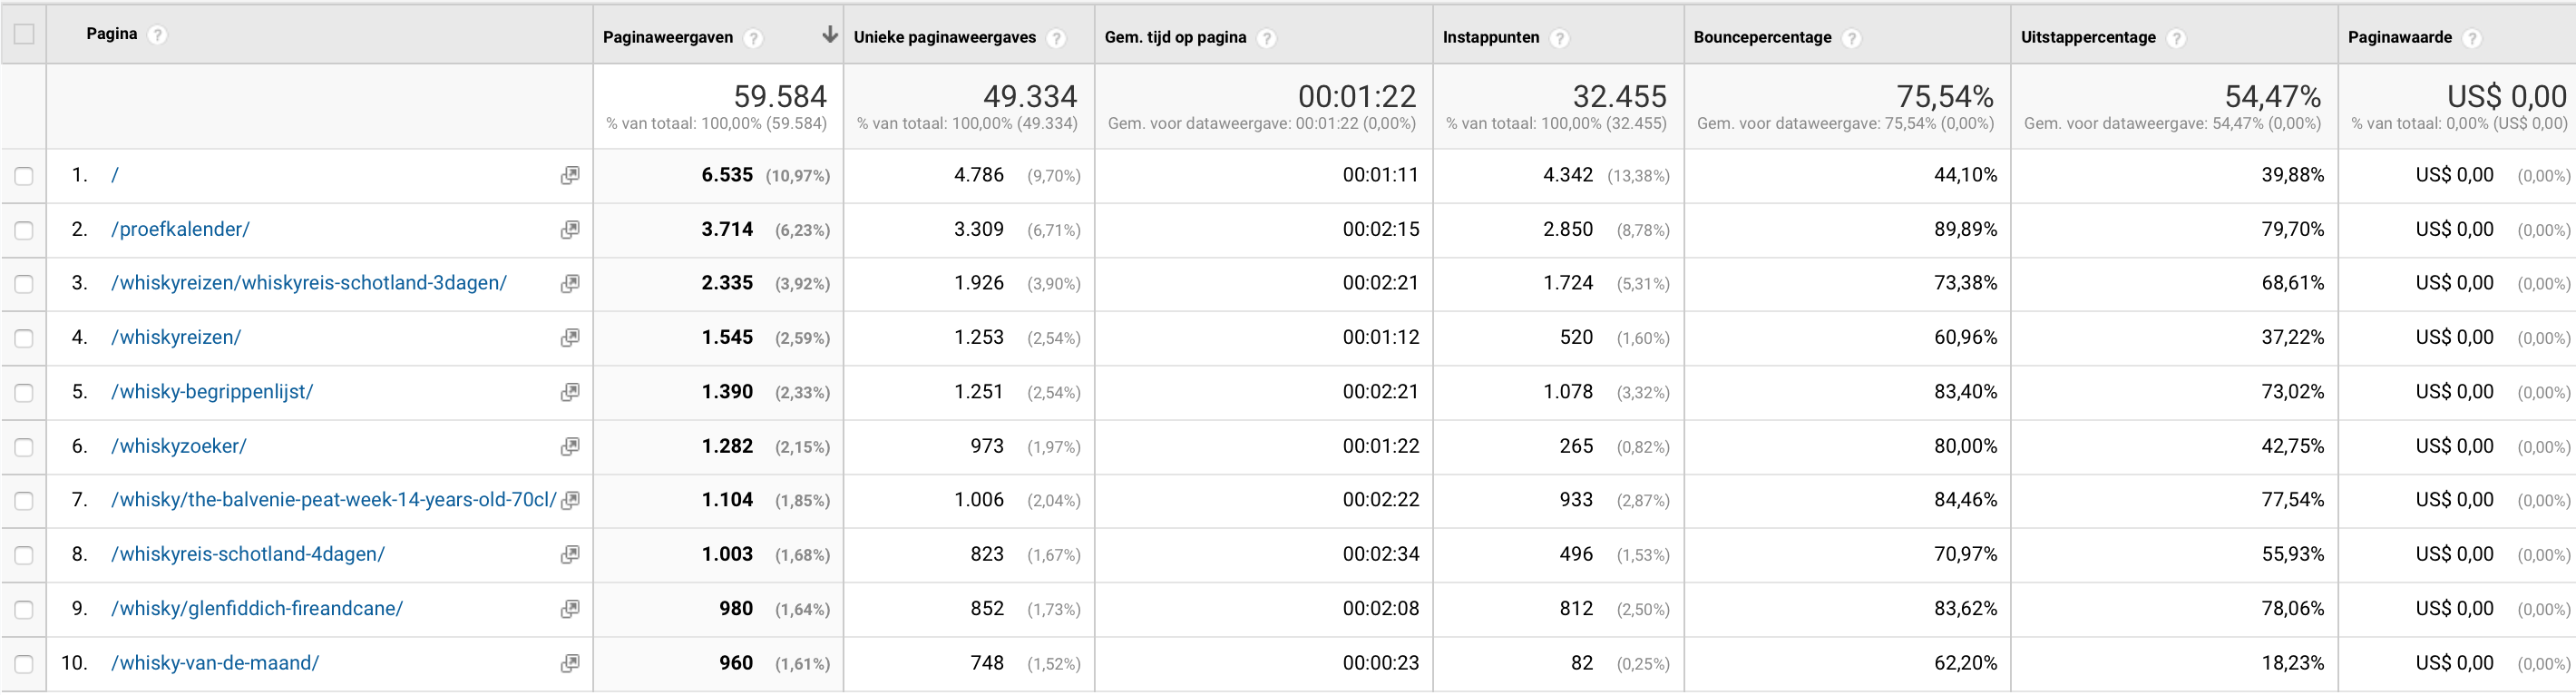 Pagina ? Paginaweergaven ? Unieke paginaweergaves ? Gem. tijd op pagina ? Instappunten ? Bouncepercentage ? Uitstappercentage ? Paginawaarde ?
59.584 49.334 00:01:22 32.455 75,54% 54,47% US$ 0,00
% van totaal: 100,00% (59.584) % van totaal: 100,00% (49.334) Gem. voor dataweergave: 00:01:22 (0,00%) % van totaal: 100,00% (32.455) Gem. voor dataweergave: 75,54% (0,00%) Gem. voor dataweergave: 54,47% (0,00%) % van totaal: 0,00% (US$ 0,00)
1. / 6.535 (10,97%) 4.786 (9,70%) 00:01:11 4.342 (13,38%) 44,10% 39,88% US$ 0,00 (0,00%)
2. /proefkalender/ 3.714 (6,23%) 3.309 (6,71%) 00:02:15 2.850 (8,78%) 89,89% 79,70% US$ 0,00 (0,00%)
3. /whiskyreizen/whiskyreis-schotland-3dagen/ 2.335 (3,92%) 1.926 (3,90%) 00:02:21 1.724 (5,31%) 73,38% 68,61% US$ 0,00 (0,00%)
4. /whiskyreizen/ 1.545 (2,59%) 1.253 (2,54%) 00:01:12 520 (1,60%) 60,96% 37,22% US$ 0,00 (0,00%)
5. /whisky-begrippenlijst/ 1.390 (2,33%) 1.251 (2,54%) 00:02:21 1.078 (3,32%) 83,40% 73,02% US$ 0,00 (0,00%)
6. /whiskyzoeker/ 1.282 (2,15%) 973 (1,97%) 00:01:22 265 (0,82%) 80,00% 42,75% US$ 0,00 (0,00%)
7. /whisky/the-balvenie-peat-week-14-years-old-70cl/ 1.104 (1,85%) 1.006 (2,04%) 00:02:22 933 (2,87%) 84,46% 77,54% US$ 0,00 (0,00%)
8. /whiskyreis-schotland-4dagen/ 1.003 (1,68%) 823 (1,67%) 00:02:34 496 (1,53%) 70,97% 55,93% US$ 0,00 (0,00%)
9. /whisky/glenfiddich-fireandcane/ 980 (1,64%) 852 (1,73%) 00:02:08 812 (2,50%) 83,62% 78,06% US$ 0,00 (0,00%)
10. /whisky-van-de-maand/ 960 (1,61%) 748 (1,52%) 00:00:23 82 (0,25%) 62,20% 18,23% US$ 0,00 (0,00%)